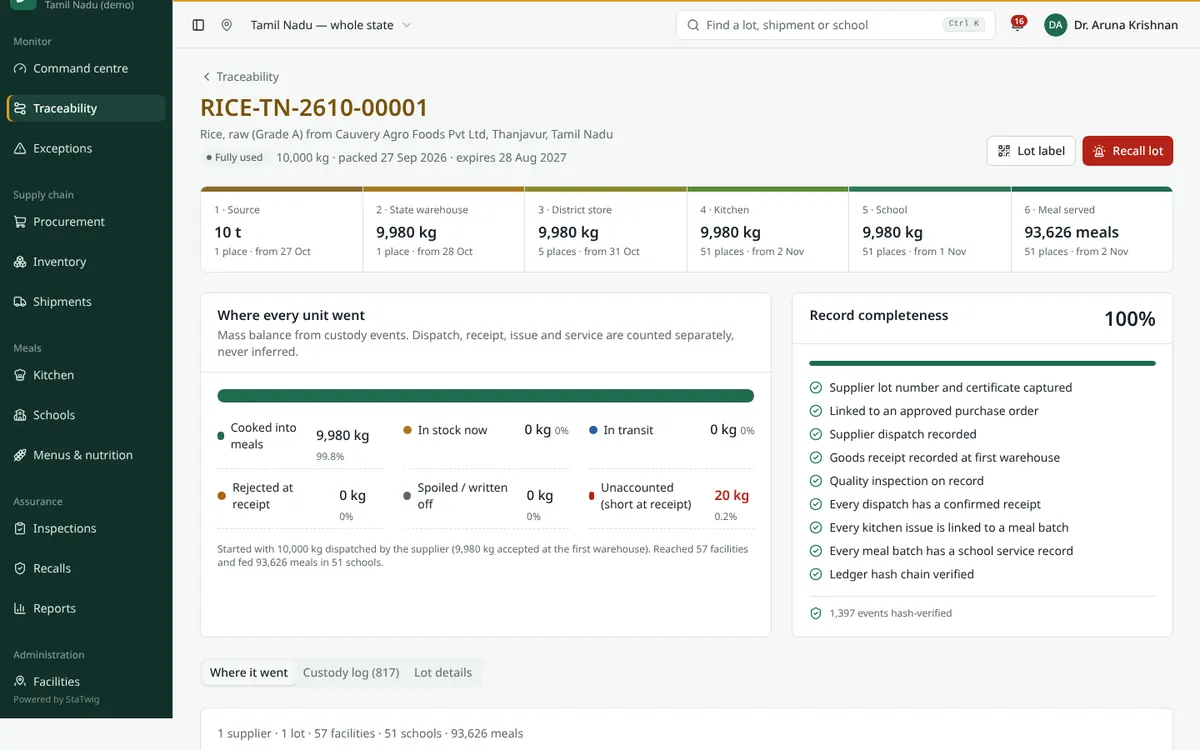 Tamil Nadu (demo)
Monitor
Command centre
Traceability
Exceptions
Supply chain
Procurement
Inventory
Shipments
Meals
Kitchen
Schools
Menus & nutrition
Assurance
Inspections
Recalls
Reports
Administration
Facilities
Powered by StaTwig
Tamil Nadu — whole state
Find a lot, shipment or school
Ctrl K
16
DA
Dr. Aruna Krishnan
Traceability
RICE-TN-2610-00001
Rice, raw (Grade A) from Cauvery Agro Foods Pvt Ltd, Thanjavur, Tamil Nadu
Fully used
10,000 kg · packed 27 Sep 2026 · expires 28 Aug 2027
Lot label
Recall lot
1 · Source
10 t
1 place · from 27 Oct
2 · State warehouse
9,980 kg
1 place · from 28 Oct
3 · District store
9,980 kg
5 places · from 31 Oct
4 · Kitchen
9,980 kg
51 places · from 2 Nov
5 · School
9,980 kg
51 places · from 1 Nov
6 · Meal served
93,626 meals
51 places · from 2 Nov
Where every unit went
Mass balance from custody events. Dispatch, receipt, issue and service are counted separately,
never inferred.
Cooked into
meals
9,980 kg
99.8%
In stock now
0 kg 0%
In transit
0 kg 0%
Rejected at
receipt
0 kg
0%
Spoiled / written
off
0 kg
0%
Unaccounted
(short at receipt)
20 kg
0.2%
Started with 10,000 kg dispatched by the supplier (9,980 kg accepted at the first warehouse). Reached 57 facilities
and fed 93,626 meals in 51 schools.
Record completeness
100%
Supplier lot number and certificate captured
Linked to an approved purchase order
Supplier dispatch recorded
Goods receipt recorded at first warehouse
Quality inspection on record
Every dispatch has a confirmed receipt
Every kitchen issue is linked to a meal batch
Every meal batch has a school service record
Ledger hash chain verified
1,397 events hash-verified
Where it went
Custody log (817)
Lot details
1 supplier · 1 lot · 57 facilities · 51 schools · 93,626 meals